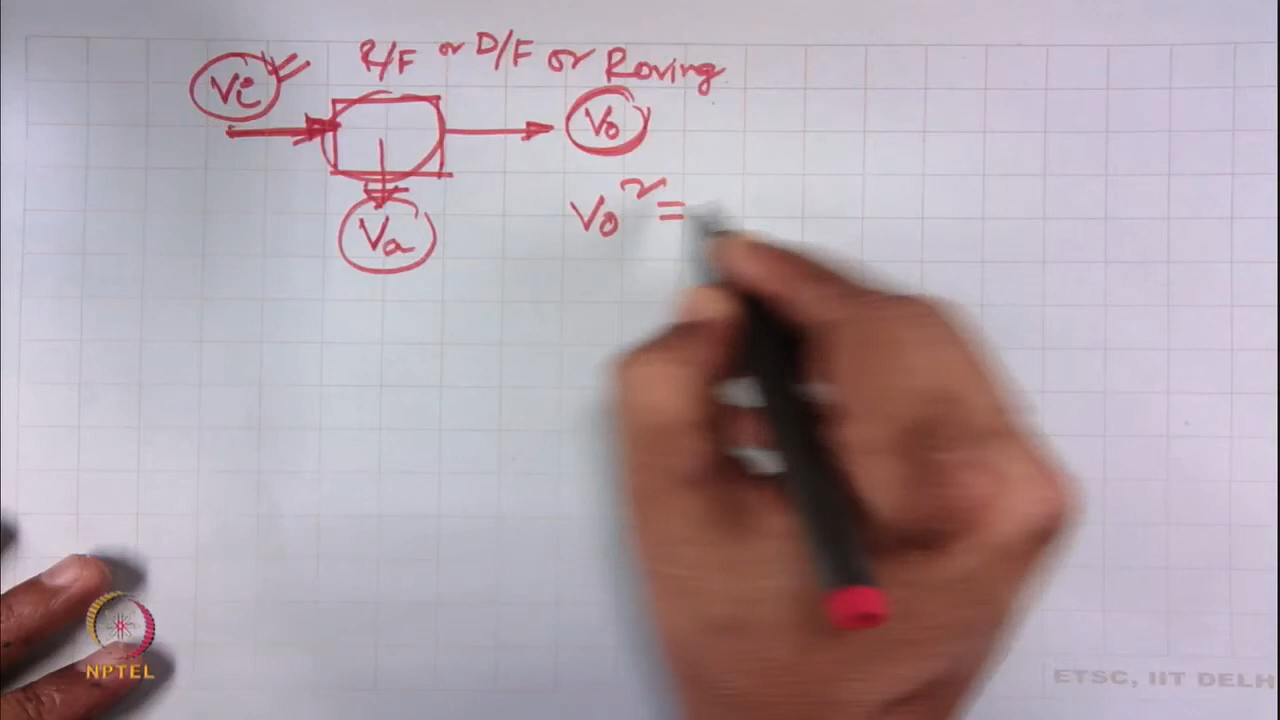 R/F or D/F or Roving
Vi
Vo
Va
Vo² =
NPTEL
ETSC, IIT DELH